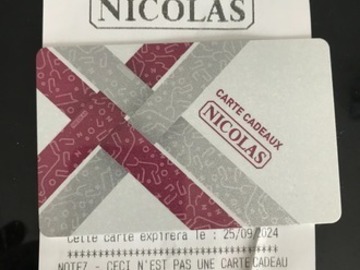 NICOLAS
CARTE CADEAUX
NICOLAS
Cette carte expirera le : 25/09/2024
******************************
NOTEZ - CECI N'EST PAS UNE CARTE CADEAU